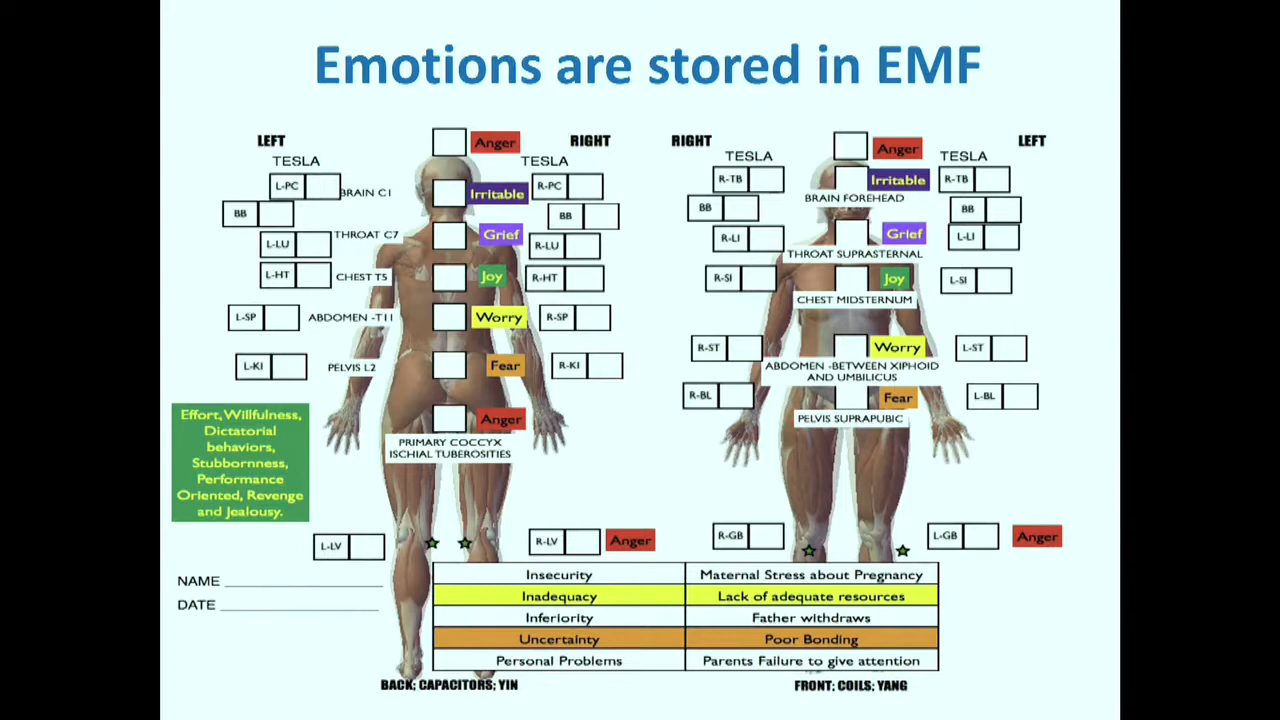 Emotions are stored in EMF
LEFT
RIGHT
TESLA
TESLA
Anger
L-PC
BRAIN C1
Irritable
R-PC
BB
BB
THROAT C7
Grief
L-LU
R-LU
L-HT
CHEST T5
Joy
R-HT
L-SP
ABDOMEN -T11
Worry
R-SP
L-KI
PELVIS L2
Fear
R-KI
Anger
PRIMARY COCCYX
ISCHIAL TUBEROSITIES
Effort, Willfulness,
Dictatorial
behaviors,
Stubbornness,
Performance
Oriented, Revenge
and Jealousy.
L-LV
R-LV
Anger
NAME
DATE
RIGHT
LEFT
TESLA
TESLA
Anger
R-TB
Irritable
R-TB
BRAIN FOREHEAD
BB
BB
R-LI
Grief
L-LI
THROAT SUPRASTERNAL
R-SI
Joy
L-SI
CHEST MIDSTERNUM
R-ST
Worry
L-ST
ABDOMEN -BETWEEN XIPHOID
AND UMBILICUS
R-BL
Fear
L-BL
PELVIS SUPRAPUBIC
R-GB
L-GB
Anger
Insecurity
Maternal Stress about Pregnancy
Inadequacy
Lack of adequate resources
Inferiority
Father withdraws
Uncertainty
Poor Bonding
Personal Problems
Parents Failure to give attention
BACK; CAPACITORS; YIN
FRONT; COILS; YANG